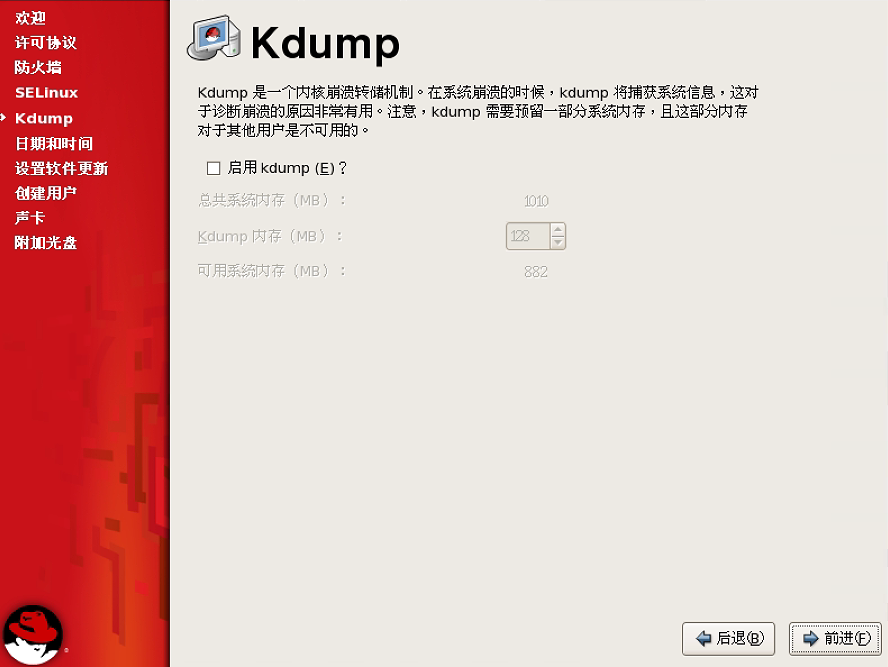 欢迎
许可协议
防火墙
SELinux
Kdump
日期和时间
设置软件更新
创建用户
声卡
附加光盘
Kdump
Kdump 是一个内核崩溃转储机制。在系统崩溃的时候，kdump 将捕获系统信息，这对
于诊断崩溃的原因非常有用。注意，kdump 需要预留一部分系统内存，且这部分内存
对于其他用户是不可用的。
启用 kdump (E)？
总共系统内存（MB）： 1010
Kdump 内存（MB）： 128
可用系统内存（MB）： 882
后退(B) 前进(F)